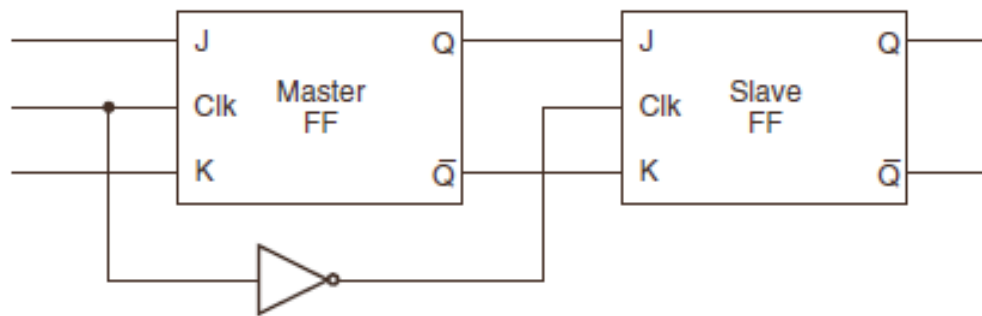 J Q J Q
Clk Master Clk Slave
FF FF
K Q̅ K Q̅